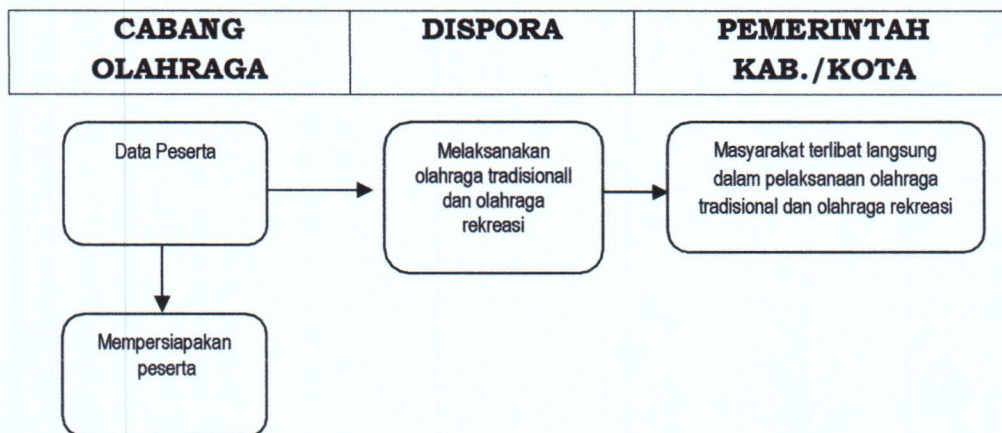 CABANG
OLAHRAGA
DISPORA
PEMERINTAH
KAB./KOTA
Data Peserta
Melaksanakan
olahraga tradisionall
dan olahraga
rekreasi
Masyarakat terlibat langsung
dalam pelaksanaan olahraga
tradisional dan olahraga rekreasi
Mempersiapakan
peserta